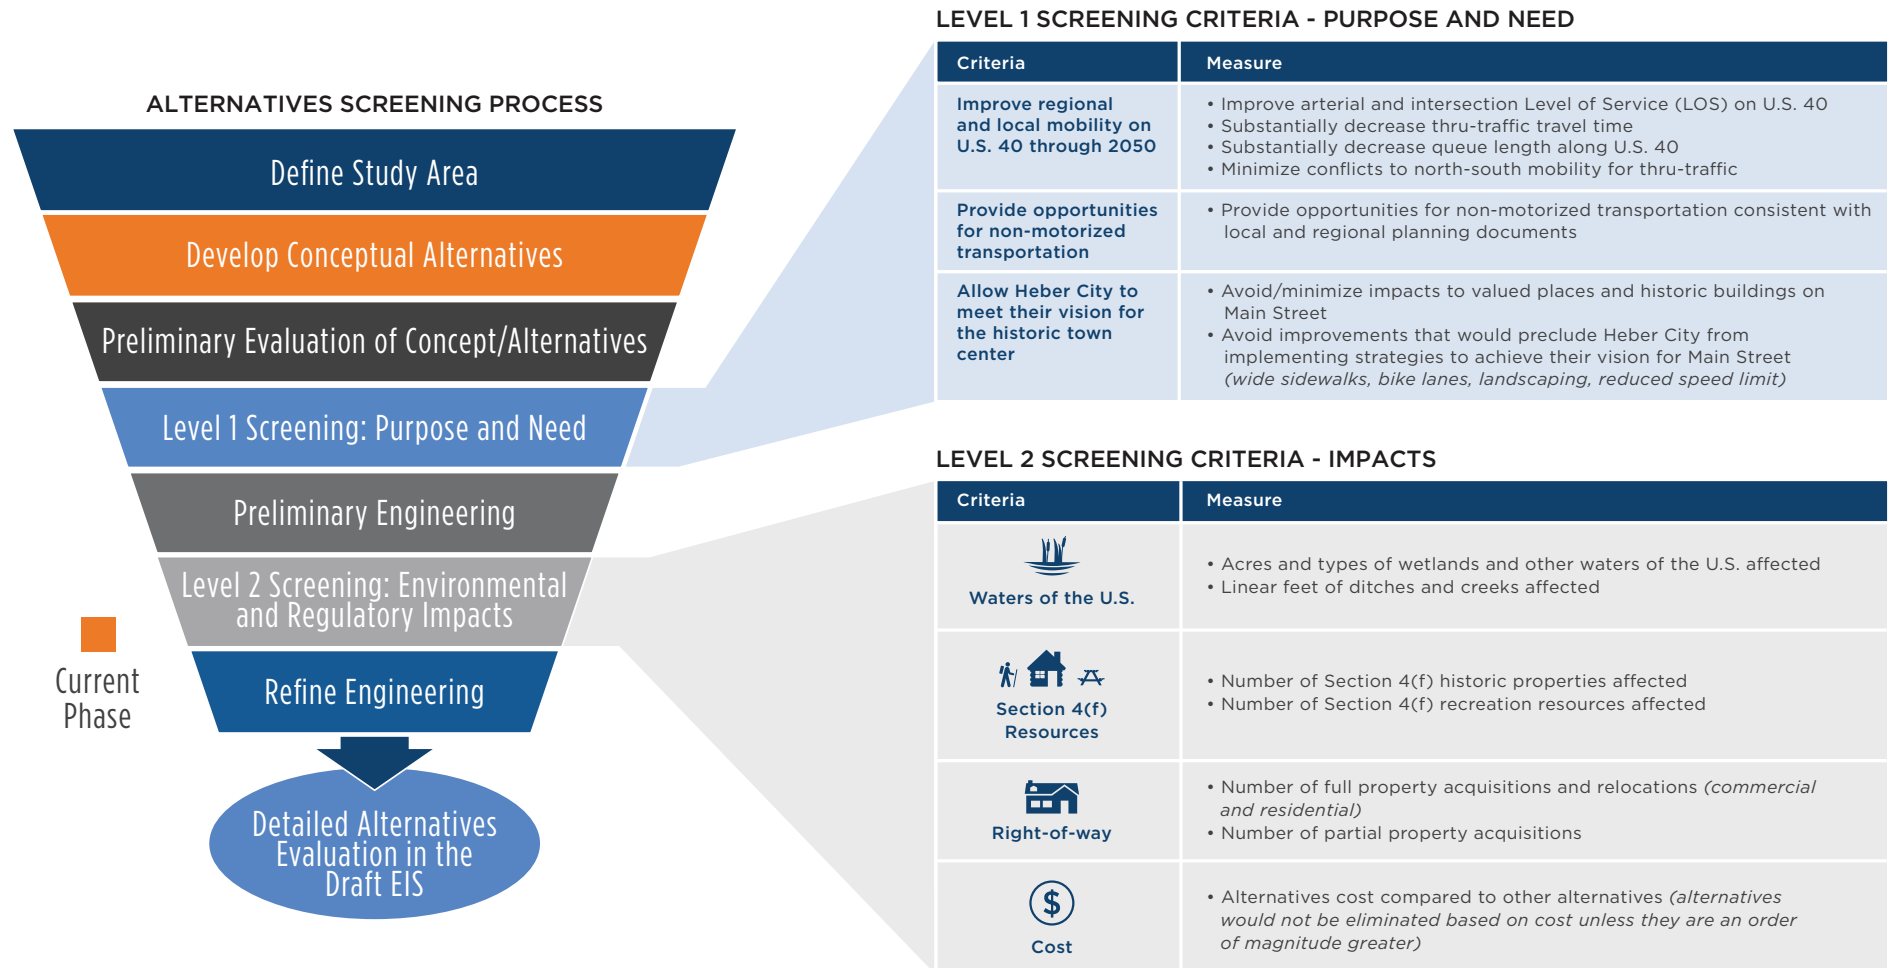 ALTERNATIVES SCREENING PROCESS
Define Study Area
Develop Conceptual Alternatives
Preliminary Evaluation of Concept/Alternatives
Level 1 Screening: Purpose and Need
Preliminary Engineering
Level 2 Screening: Environmental
and Regulatory Impacts
Refine Engineering
Detailed Alternatives
Evaluation in the
Draft EIS
Current
Phase
LEVEL 1 SCREENING CRITERIA - PURPOSE AND NEED
Criteria
Measure
Improve regional
and local mobility on
U.S. 40 through 2050
• Improve arterial and intersection Level of Service (LOS) on U.S. 40
• Substantially decrease thru-traffic travel time
• Substantially decrease queue length along U.S. 40
• Minimize conflicts to north-south mobility for thru-traffic
Provide opportunities
for non-motorized
transportation
• Provide opportunities for non-motorized transportation consistent with
local and regional planning documents
Allow Heber City to
meet their vision for
the historic town
center
• Avoid/minimize impacts to valued places and historic buildings on
Main Street
• Avoid improvements that would preclude Heber City from
implementing strategies to achieve their vision for Main Street
(wide sidewalks, bike lanes, landscaping, reduced speed limit)
LEVEL 2 SCREENING CRITERIA - IMPACTS
Criteria
Measure
Waters of the U.S.
• Acres and types of wetlands and other waters of the U.S. affected
• Linear feet of ditches and creeks affected
Section 4(f)
Resources
• Number of Section 4(f) historic properties affected
• Number of Section 4(f) recreation resources affected
Right-of-way
• Number of full property acquisitions and relocations (commercial
and residential)
• Number of partial property acquisitions
$
Cost
• Alternatives cost compared to other alternatives (alternatives
would not be eliminated based on cost unless they are an order
of magnitude greater)